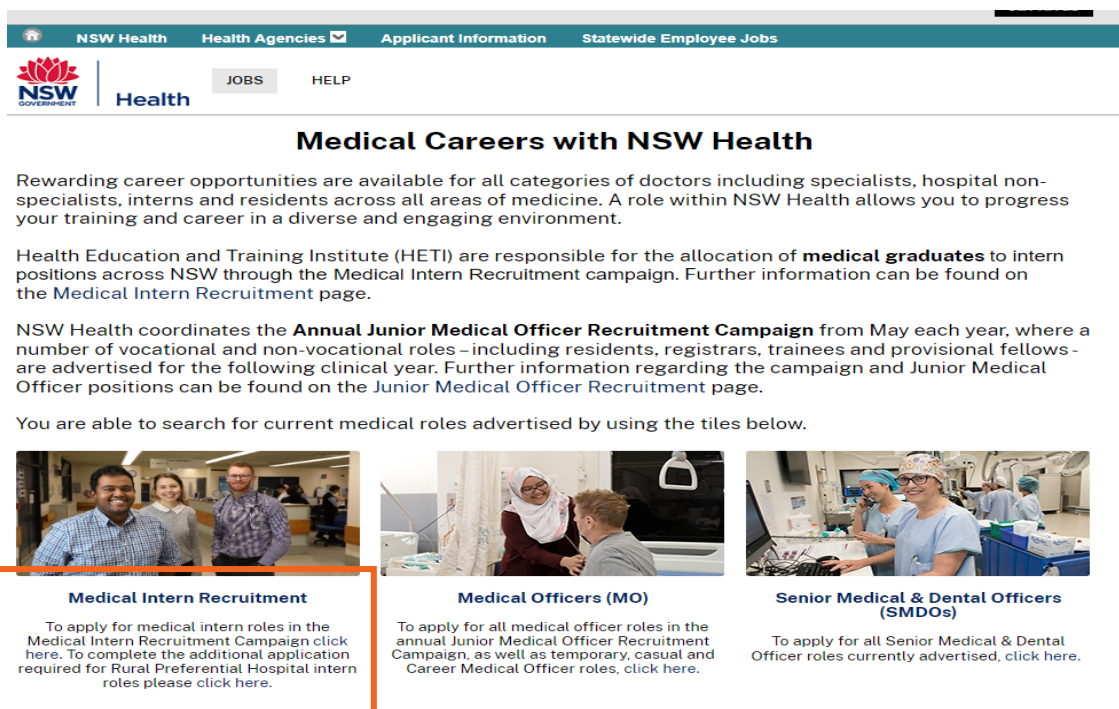 NSW Health Health Agencies Applicant Information Statewide Employee Jobs
NSW
GOVERNMENT
Health
JOBS HELP
Medical Careers with NSW Health
Rewarding career opportunities are available for all categories of doctors including specialists, hospital non-
specialists, interns and residents across all areas of medicine. A role within NSW Health allows you to progress
your training and career in a diverse and engaging environment.
Health Education and Training Institute (HETI) are responsible for the allocation of medical graduates to intern
positions across NSW through the Medical Intern Recruitment campaign. Further information can be found on
the Medical Intern Recruitment page.
NSW Health coordinates the Annual Junior Medical Officer Recruitment Campaign from May each year, where a
number of vocational and non-vocational roles – including residents, registrars, trainees and provisional fellows -
are advertised for the following clinical year. Further information regarding the campaign and Junior Medical
Officer positions can be found on the Junior Medical Officer Recruitment page.
You are able to search for current medical roles advertised by using the tiles below.
Medical Intern Recruitment
To apply for medical intern roles in the
Medical Intern Recruitment Campaign click
here. To complete the additional application
required for Rural Preferential Hospital intern
roles please click here.
Medical Officers (MO)
To apply for all medical officer roles in the
annual Junior Medical Officer Recruitment
Campaign, as well as temporary, casual and
Career Medical Officer roles, click here.
Senior Medical & Dental Officers
(SMDOs)
To apply for all Senior Medical & Dental
Officer roles currently advertised, click here.